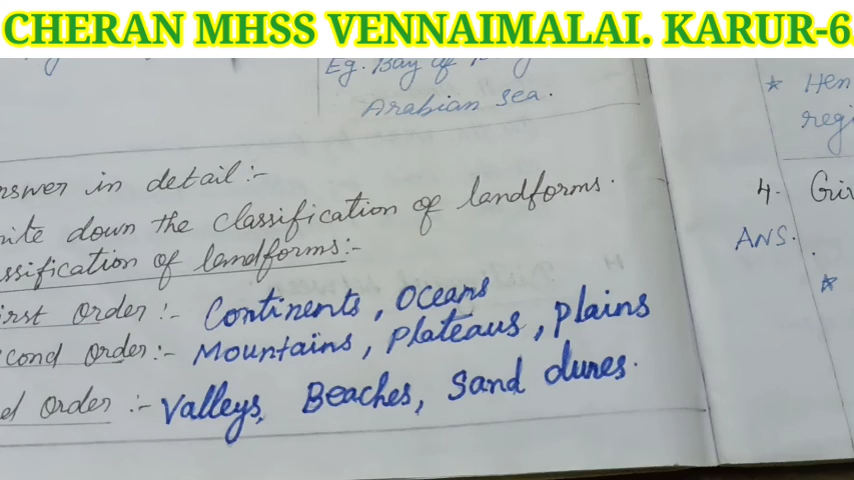 CHERAN MHSS VENNAIMALAI. KARUR-6
Eg. Bay of
Arabian sea.
nswer in detail:-
rite down the classification of landforms.
ssification of landforms:-
irst order:- Continents, Oceans
cond order:- Mountains, Plateaus, plains
d order:- Valleys, Beaches, Sand dunes.
* Hen
regi
4. Giv
ANS.
*